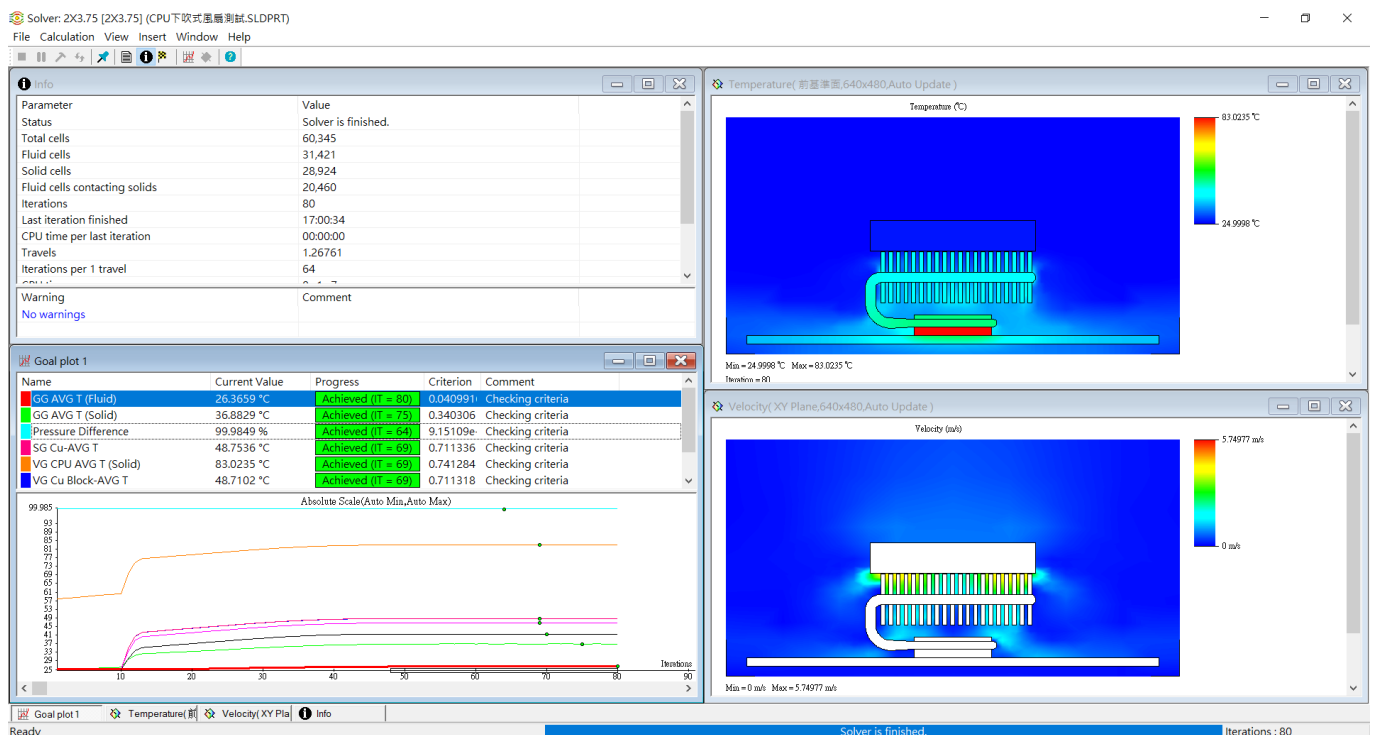 Solver: 2X3.75 [2X3.75] (CPU下吹式風扇測試.SLDPRT)
File Calculation View Insert Window Help
Info
Parameter Value
Status Solver is finished.
Total cells 60,345
Fluid cells 31,421
Solid cells 28,924
Fluid cells contacting solids 20,460
Iterations 80
Last iteration finished 17:00:34
CPU time per last iteration 00:00:00
Travels 1.26761
Iterations per 1 travel 64
Warning Comment
No warnings
Goal plot 1
Name Current Value Progress Criterion Comment
GG AVG T (Fluid) 26.3659 °C Achieved (IT = 80) 0.040991 Checking criteria
GG AVG T (Solid) 36.8829 °C Achieved (IT = 75) 0.340306 Checking criteria
Pressure Difference 99.9849 % Achieved (IT = 64) 9.15109e- Checking criteria
SG Cu-AVG T 48.7536 °C Achieved (IT = 69) 0.711336 Checking criteria
VG CPU AVG T (Solid) 83.0235 °C Achieved (IT = 69) 0.741284 Checking criteria
VG Cu Block-AVG T 48.7102 °C Achieved (IT = 69) 0.711318 Checking criteria
Absolute Scale(Auto Min,Auto Max)
99.985
93
89
85
81
77
73
69
65
61
57
53
49
45
41
37
33
29
25
10 20 30 40 50 60 70 80 90
Iterations
Temperature( 前基準面,640x480,Auto Update )
Temperature (°C)
83.0235 °C
24.9998 °C
Min = 24.9998 °C Max = 83.0235 °C
Iteration = 80
Velocity( XY Plane,640x480,Auto Update )
Velocity (m/s)
5.74977 m/s
0 m/s
Min = 0 m/s Max = 5.74977 m/s
Goal plot 1 Temperature(前 Velocity(XY Pla Info
Ready Solver is finished. Iterations : 80